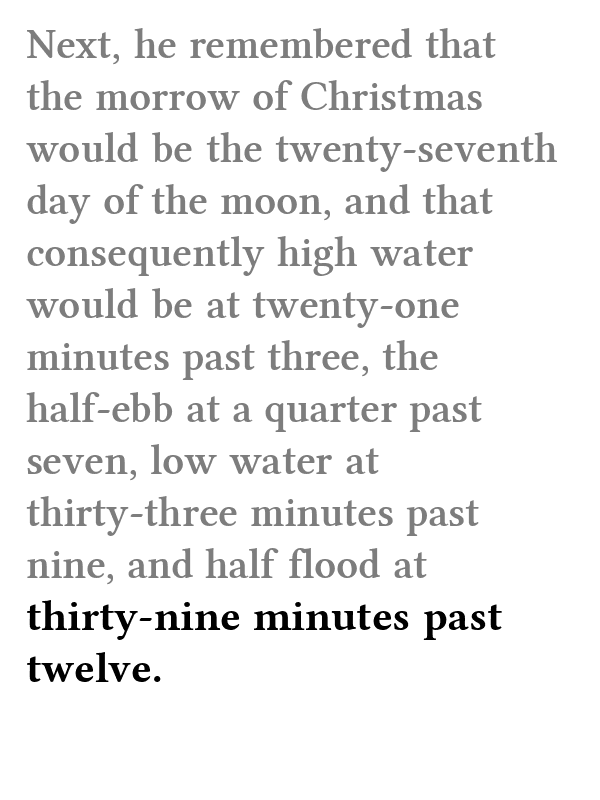 Next, he remembered that
the morrow of Christmas
would be the twenty-seventh
day of the moon, and that
consequently high water
would be at twenty-one
minutes past three, the
half-ebb at a quarter past
seven, low water at
thirty-three minutes past
nine, and half flood at
thirty-nine minutes past
twelve.